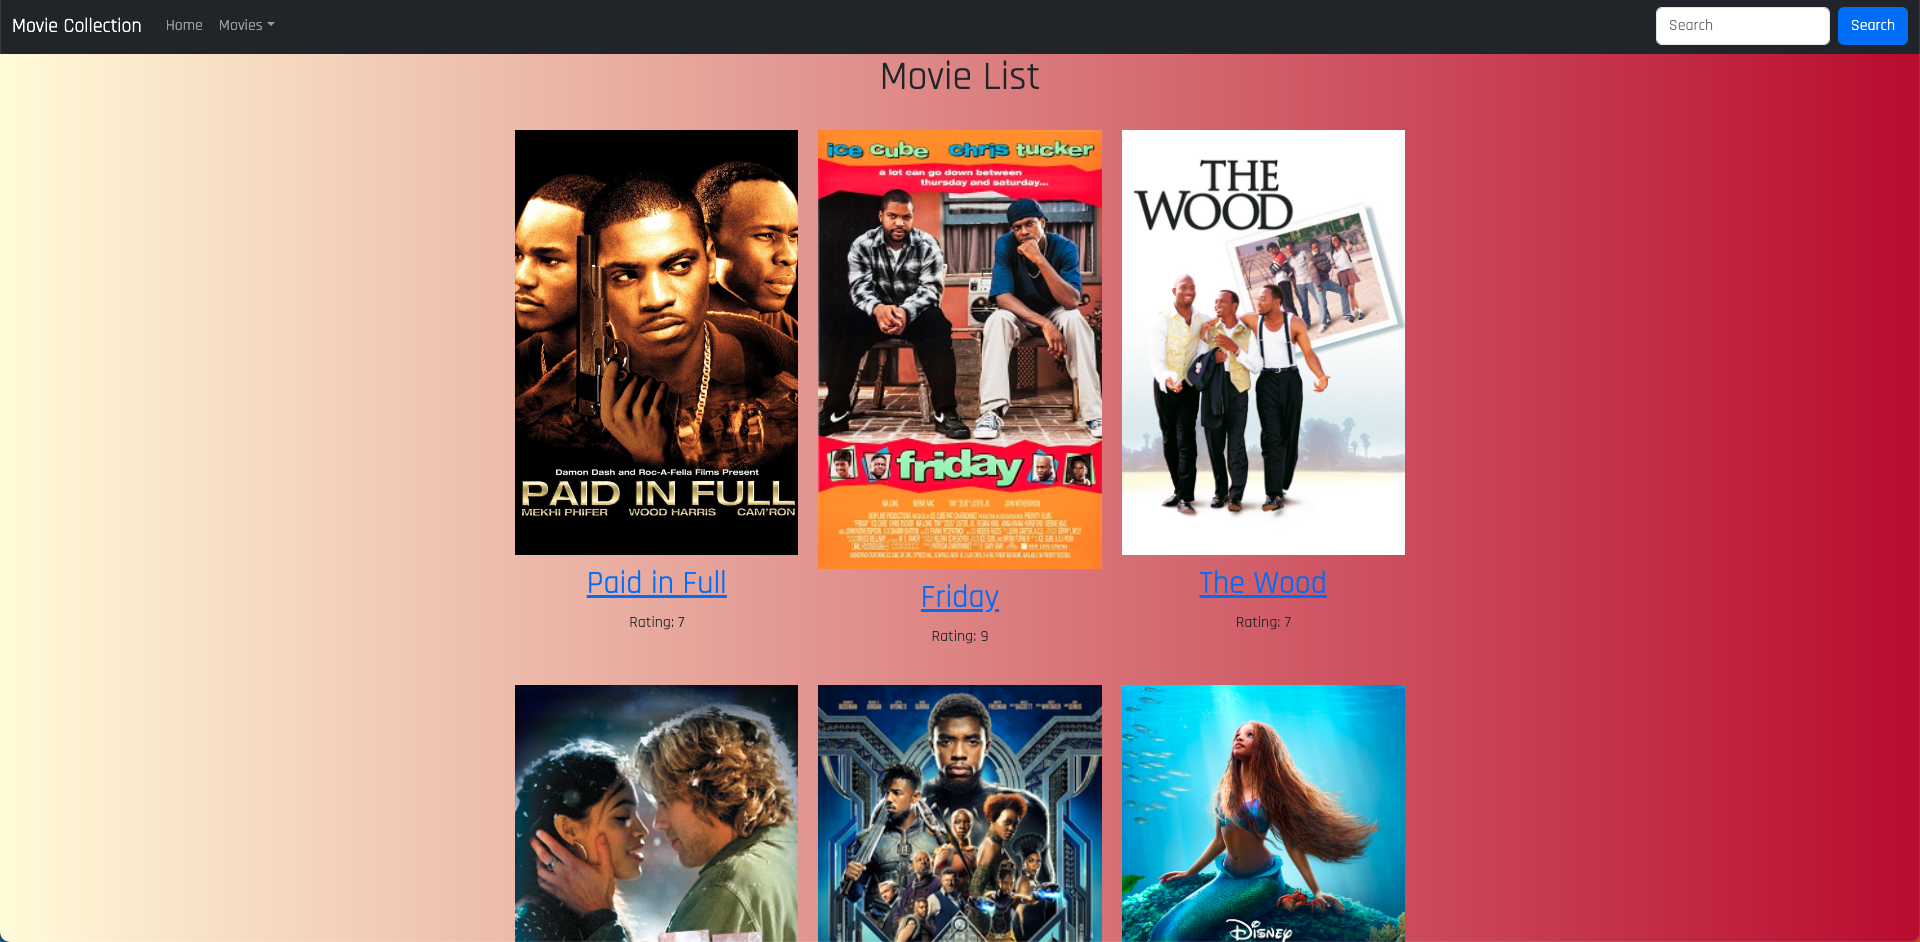 Movie Collection
Home
Movies
Search
Search
Movie List
Damon Dash and Roc-A-Fella Films Present
PAID IN FULL
MEKHI PHIFER WOOD HARRIS CAM'RON
Paid in Full
Rating: 7
ice cube chris tucker
a lot can go down between
thursday and saturday...
friday
Friday
Rating: 9
THE
WOOD
The Wood
Rating: 7
DISNEY